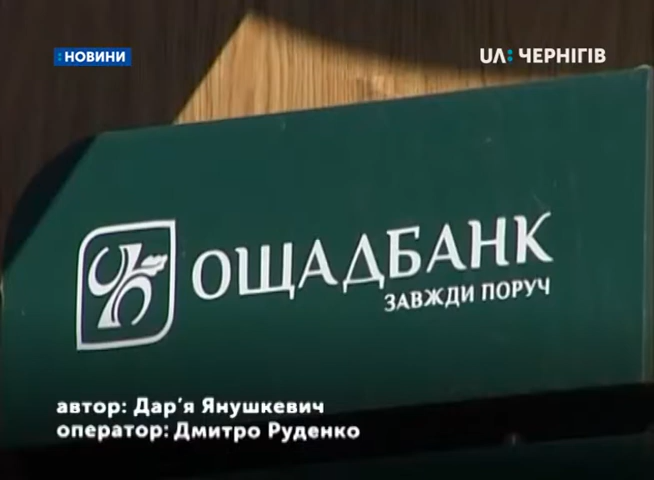 :НОВИНИ
UA: ЧЕРНІГІВ
ОЩАДБАНК
ЗАВЖДИ ПОРУЧ
автор: Дар'я Янушкевич
оператор: Дмитро Руденко